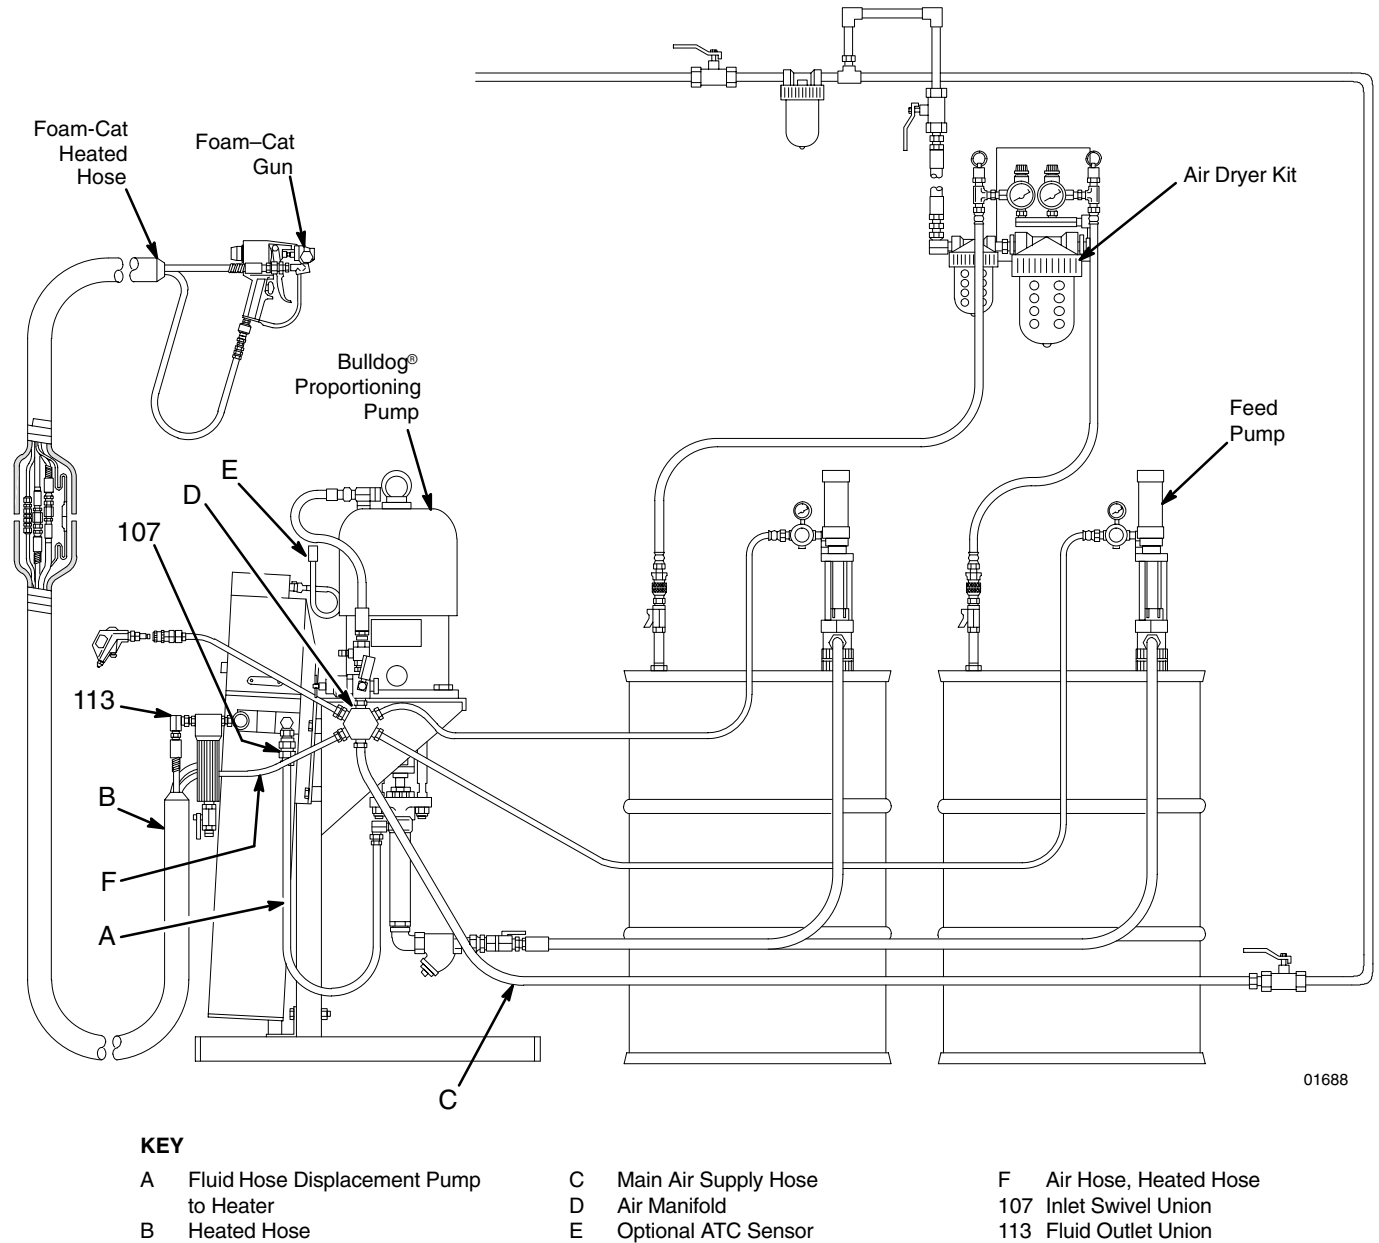 Foam-Cat
Heated
Hose
Foam–Cat
Gun
Air Dryer Kit
Bulldog®
Proportioning
Pump
Feed
Pump
E
D
107
113
B
F
A
C
01688
KEY
A Fluid Hose Displacement Pump
to Heater
B Heated Hose
C Main Air Supply Hose
D Air Manifold
E Optional ATC Sensor
F Air Hose, Heated Hose
107 Inlet Swivel Union
113 Fluid Outlet Union